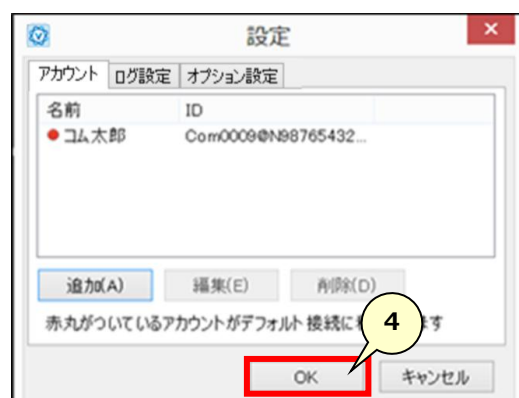 設定
アカウント ログ設定 オプション設定
名前 ID
コム太郎 Com0009@N98765432...
追加(A) 編集(E) 削除(D)
赤丸がついているアカウントがデフォルト接続に ます
4
OK キャンセル